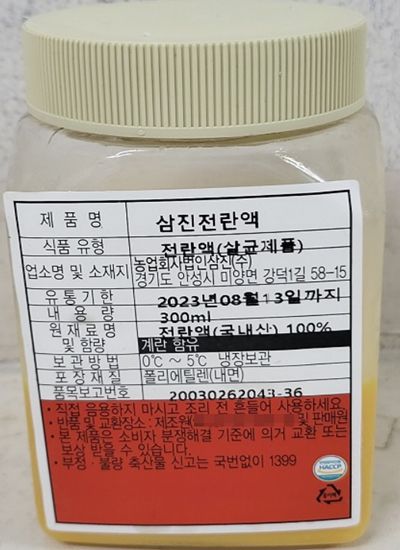 제 품 명 삼진전란액
식품 유형 전란액(살균제품)
업소명 및 소재지 농업회사법인삼진(주)
경기도 안성시 미양면 강덕1길 58-15
유 통 기 한 2023년08월13일까지
내 용 량 300ml
원 재 료 명 전란액(국내산) 100%
및 함량 계란 함유
보 관 방 법 0℃ ~ 5℃ 냉장보관
포 장 재 질 폴리에틸렌(내면)
품목보고번호 20030262043-36
• 직접 음용하지 마시고 조리 전 흔들어 사용하세요.
• 반품 및 교환장소 : 제조원 및 판매원
• 본 제품은 소비자 분쟁해결 기준에 의거 교환 또는
보상 받을 수 있습니다.
• 부정·불량 축산물 신고는 국번없이 1399
HACCP